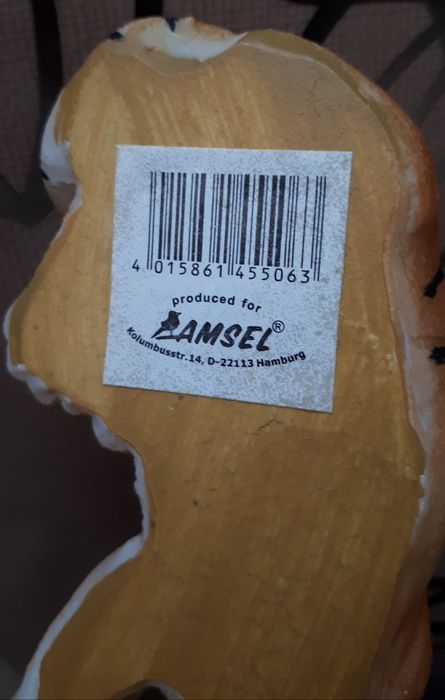 4 015861 455063
produced for
AMSEL®
Kolumbusstr.14, D-22113 Hamburg